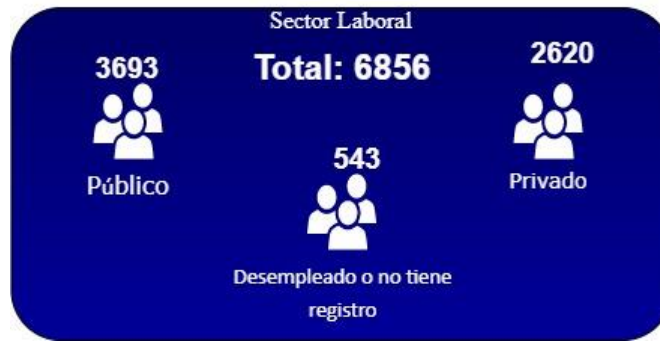 Sector Laboral
Total: 6856
3693
Público
2620
Privado
543
Desempleado o no tiene
registro